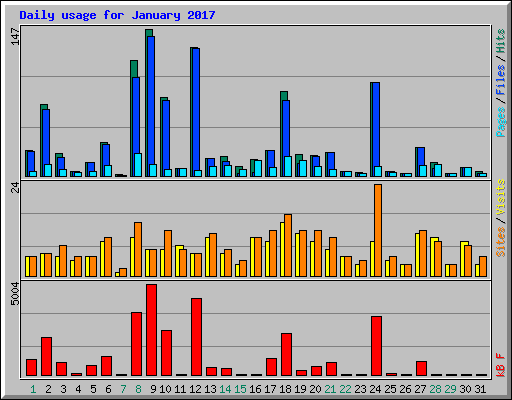 Daily usage for January 2017
147
Pages / Files / Hits
24
Sites / Visits
5004
kB F
1 2 3 4 5 6 7 8 9 10 11 12 13 14 15 16 17 18 19 20 21 22 23 24 25 26 27 28 29 30 31